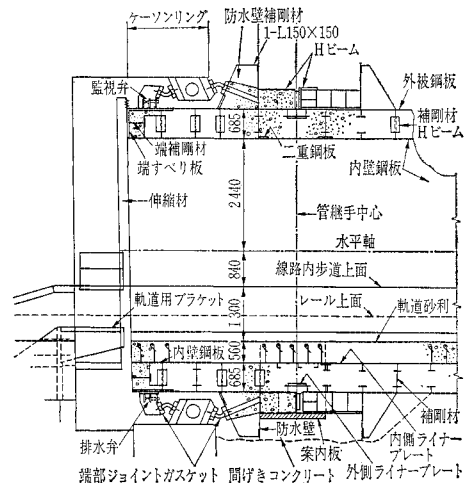 ケーソンリング
防水壁補剛材
1-L150×150
Hビーム
監視弁
外被鋼板
補剛材
Hビーム
685
端補剛材
端すべり板
二重鋼板
内壁鋼板
伸縮材
2440
管継手中心
水平軸
840
線路内歩道上面
軌道用ブラケット
1300
レール上面
軌道砂利
560
内壁鋼板
685
補剛材
排水弁
防水壁
案内板
内側ライナー
プレート
端部ジョイントガスケット
間げきコンクリート
外側ライナープレート